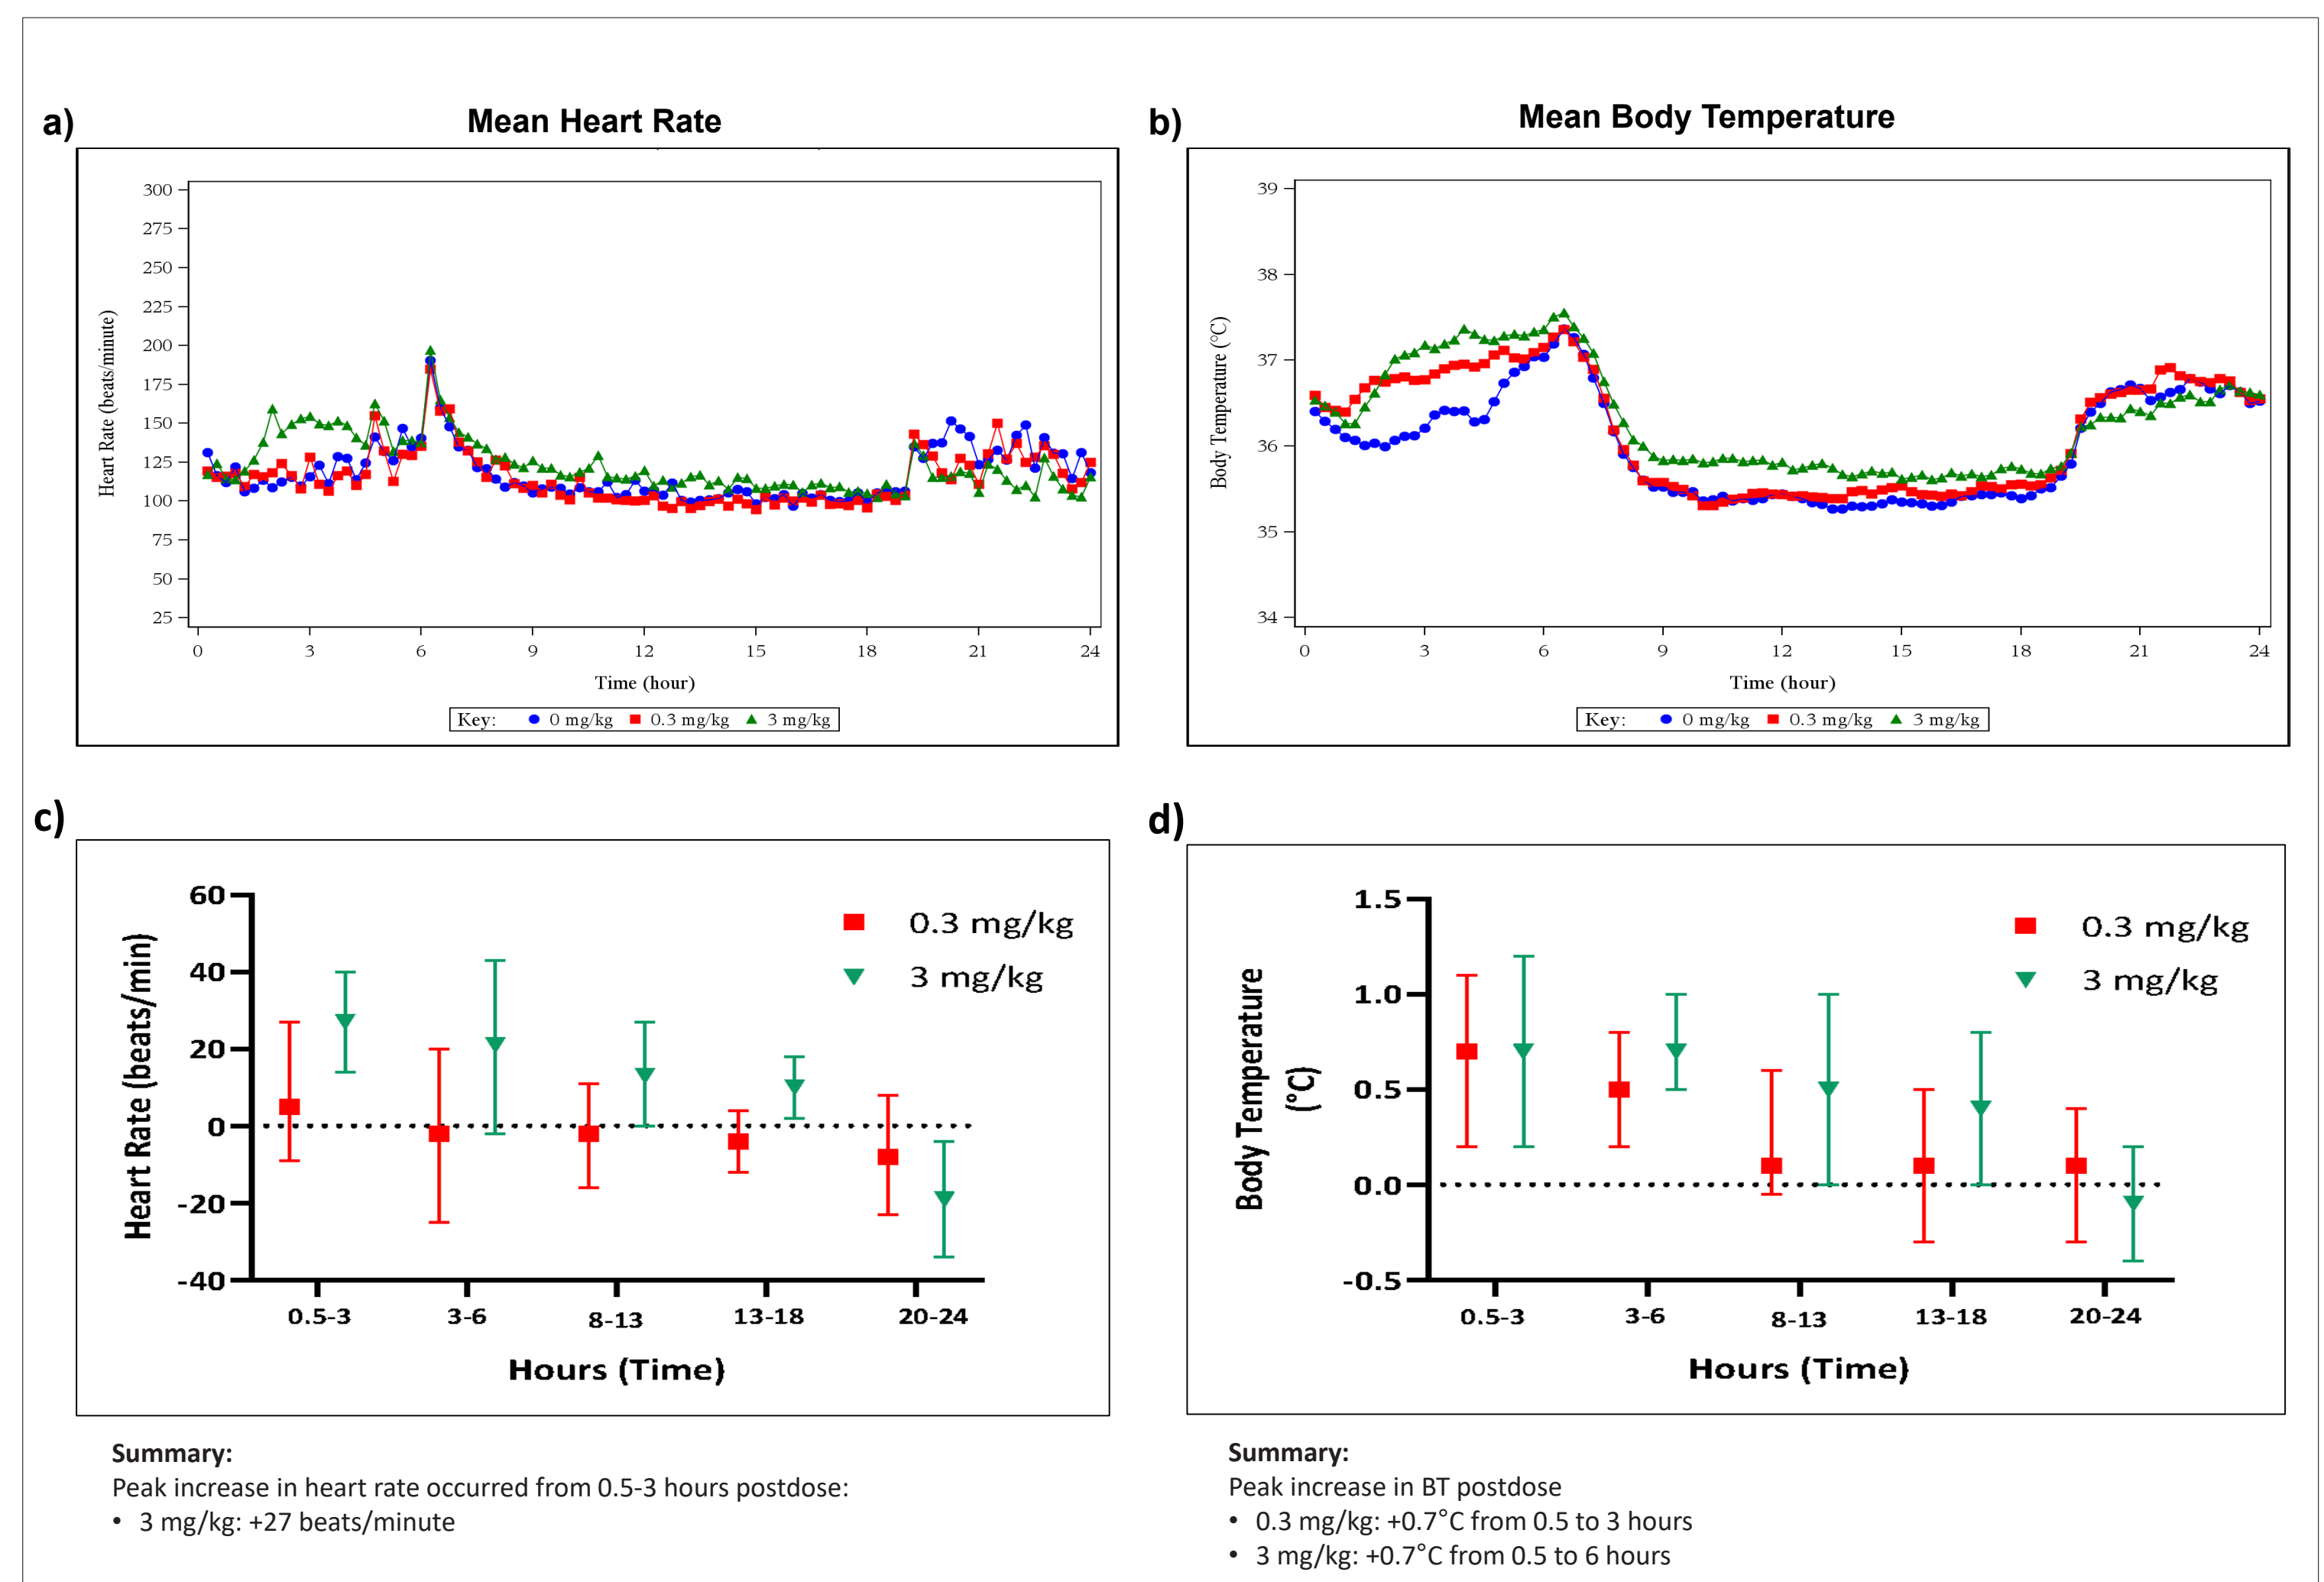 a)
Mean Heart Rate
300
275
250
225
200
175
150
125
100
75
50
25
Heart Rate (beats/minute)
0 3 6 9 12 15 18 21 24
Time (hour)
Key: 0 mg/kg 0.3 mg/kg 3 mg/kg
b)
Mean Body Temperature
39
38
37
36
35
34
Body Temperature (°C)
0 3 6 9 12 15 18 21 24
Time (hour)
Key: 0 mg/kg 0.3 mg/kg 3 mg/kg
c)
60
40
20
0
-20
-40
Heart Rate (beats/min)
0.3 mg/kg
3 mg/kg
0.5-3 3-6 8-13 13-18 20-24
Hours (Time)
d)
1.5
1.0
0.5
0.0
-0.5
Body Temperature
(°C)
0.3 mg/kg
3 mg/kg
0.5-3 3-6 8-13 13-18 20-24
Hours (Time)
Summary:
Peak increase in heart rate occurred from 0.5-3 hours postdose:
• 3 mg/kg: +27 beats/minute
Summary:
Peak increase in BT postdose
• 0.3 mg/kg: +0.7°C from 0.5 to 3 hours
• 3 mg/kg: +0.7°C from 0.5 to 6 hours